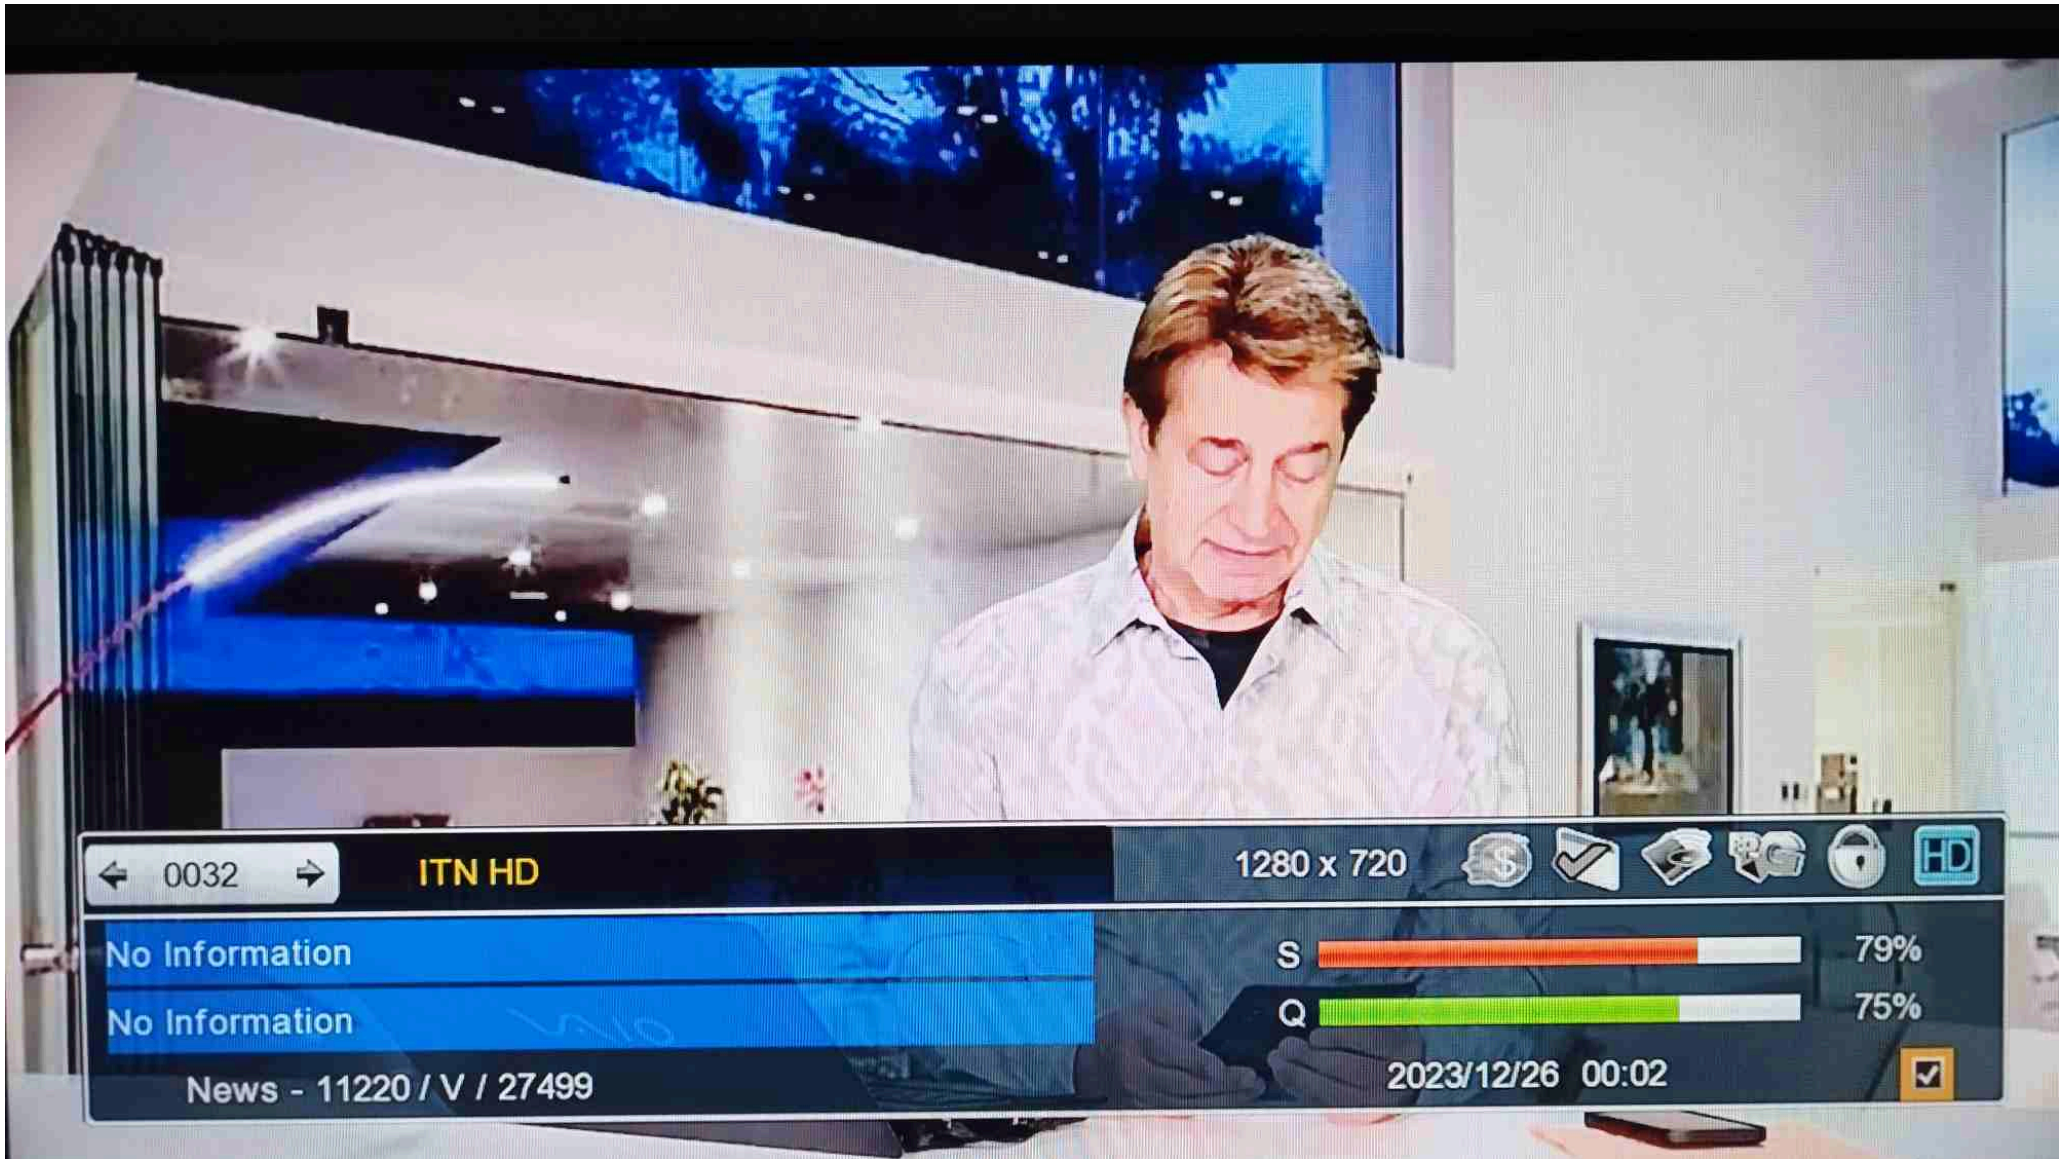 0032 ITN HD 1280 x 720 $ HD
No Information
S 79%
No Information
VAIO
Q 75%
News - 11220 / V / 27499
2023/12/26 00:02